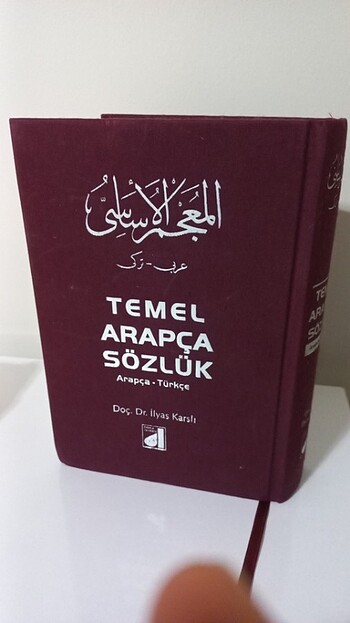 المعجم الأساسي
عربي - تركي
TEMEL
ARAPÇA
SÖZLÜK
Arapça • Türkçe
Doç. Dr. İlyas Karslı